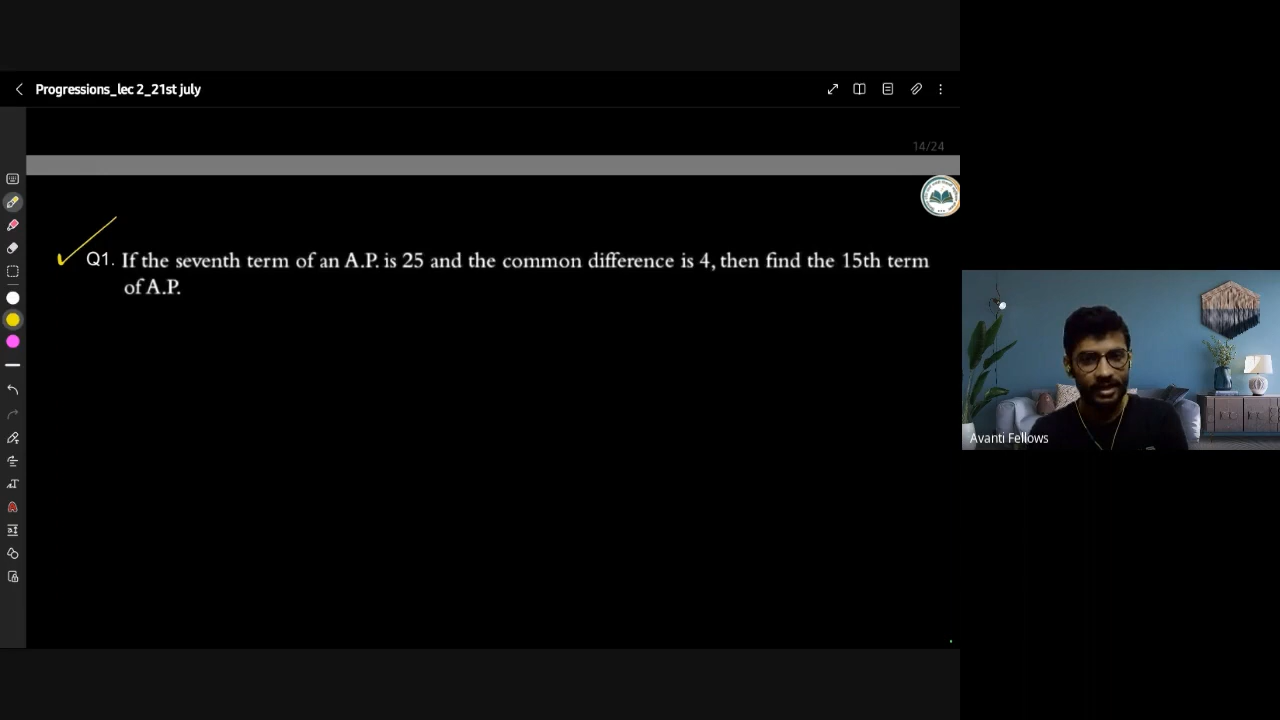 Progressions_lec 2_21st july
14/24
Q1. If the seventh term of an A.P. is 25 and the common difference is 4, then find the 15th term
of A.P.
Avanti Fellows